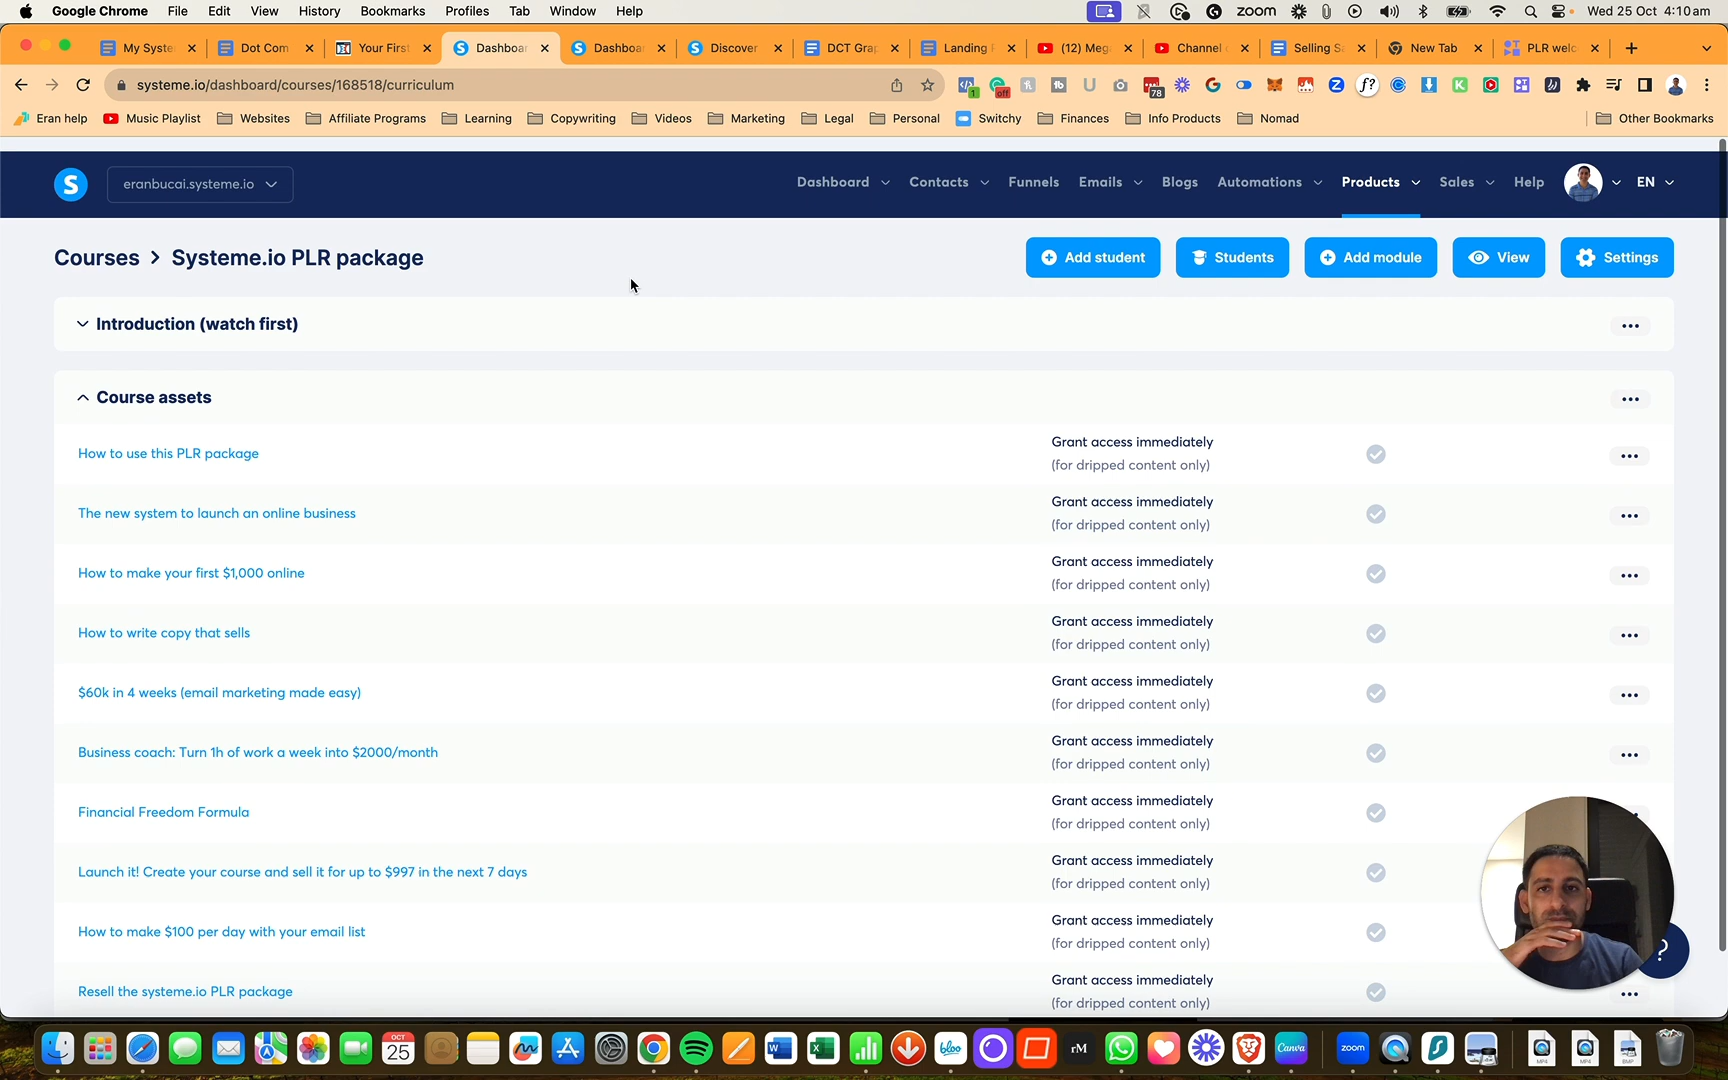 Google Chrome File Edit View History Bookmarks Profiles Tab Window Help zoom Wed 25 Oct 4:10 am
My Syste Dot Com Your First Dashboa Dashboa Discover DCT Gra Landing (12) Meg Channel Selling S New Tab PLR welc
systeme.io/dashboard/courses/168518/curriculum
Eran help Music Playlist Websites Affiliate Programs Learning Copywriting Videos Marketing Legal Personal Switchy Finances Info Products Nomad Other Bookmarks
eranbucai.systeme.io Dashboard Contacts Funnels Emails Blogs Automations Products Sales Help EN
Courses > Systeme.io PLR package Add student Students Add module View Settings
Introduction (watch first)
Course assets
How to use this PLR package Grant access immediately
(for dripped content only)
The new system to launch an online business Grant access immediately
(for dripped content only)
How to make your first $1,000 online Grant access immediately
(for dripped content only)
How to write copy that sells Grant access immediately
(for dripped content only)
$60k in 4 weeks (email marketing made easy) Grant access immediately
(for dripped content only)
Business coach: Turn 1h of work a week into $2000/month Grant access immediately
(for dripped content only)
Financial Freedom Formula Grant access immediately
(for dripped content only)
Launch it! Create your course and sell it for up to $997 in the next 7 days Grant access immediately
(for dripped content only)
How to make $100 per day with your email list Grant access immediately
(for dripped content only)
Resell the systeme.io PLR package Grant access immediately
(for dripped content only)
OCT
25
bloo rM Canva zoom MP4 MP4 BMP